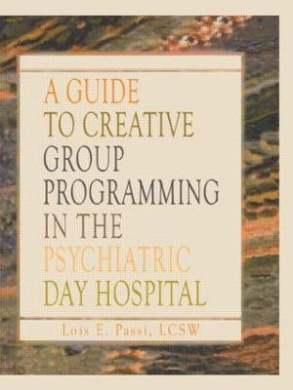 A GUIDE
TO CREATIVE
GROUP
PROGRAMMING
IN THE
PSYCHIATRIC
DAY HOSPITAL
Lois E. Passi, LCSW